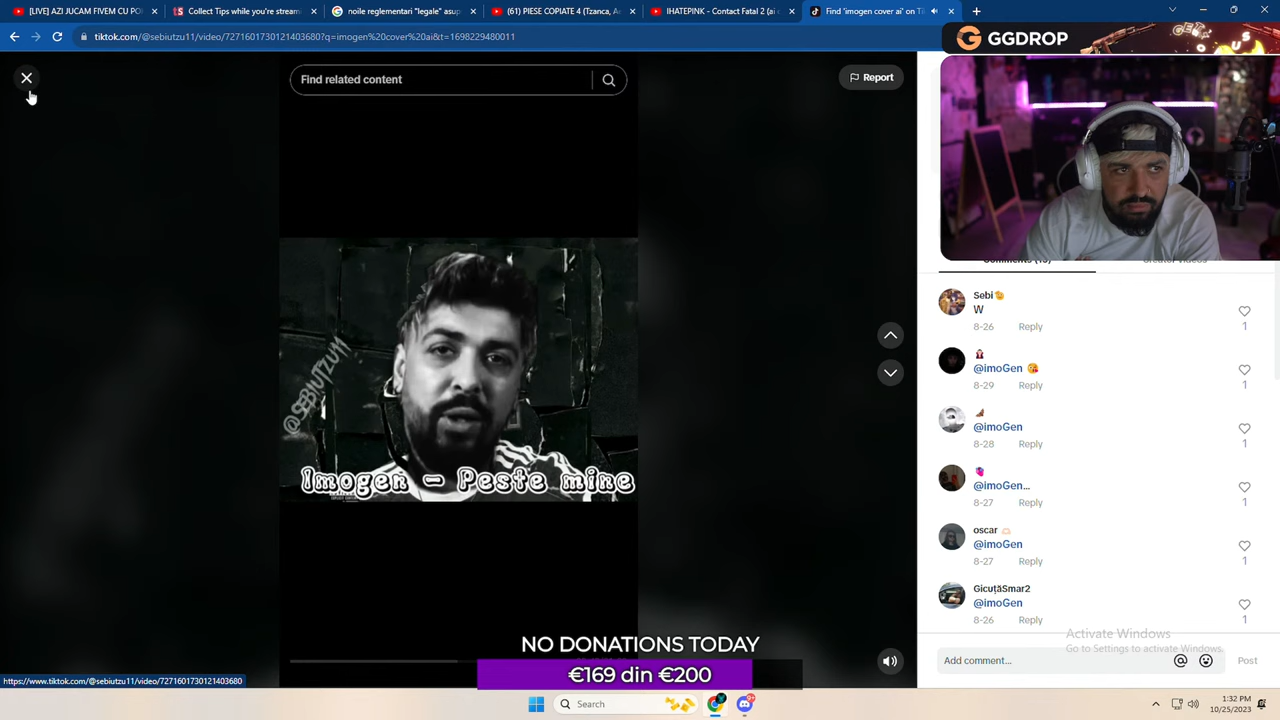 [LIVE] AZI JUCAM FIVEM CU PO
Collect Tips while you're stream
noile reglementari "legale" asup
(61) PIESE COPIATE 4 (Tzanca, A
IHATEPINK - Contact Fatal 2 (ai c
Find 'imogen cover ai' on Ti
tiktok.com/@sebiutzu11/video/7271601730121403680?q=imogen%20cover%20ai&t=1698229480011
GGDROP
Find related content
Report
@SEBIUTZU11
Imogen - Peste mine
Creator videos
Sebi
W
8-26 Reply
1
@imoGen
8-29 Reply
1
@imoGen
8-28 Reply
1
@imoGen...
8-27 Reply
1
oscar
@imoGen
8-27 Reply
1
GicuțăSmar2
@imoGen
8-26 Reply
1
Activate Windows
Go to Settings to activate Windows.
Add comment...
Post
NO DONATIONS TODAY
€169 din €200
https://www.tiktok.com/@sebiutzu11/video/7271601730121403680
Search
1:32 PM
10/25/2023